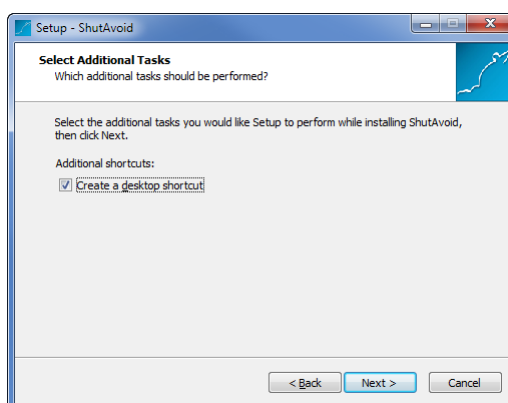 Setup - ShutAvoid
Select Additional Tasks
Which additional tasks should be performed?
Select the additional tasks you would like Setup to perform while installing ShutAvoid,
then click Next.
Additional shortcuts:
Create a desktop shortcut
< Back Next > Cancel